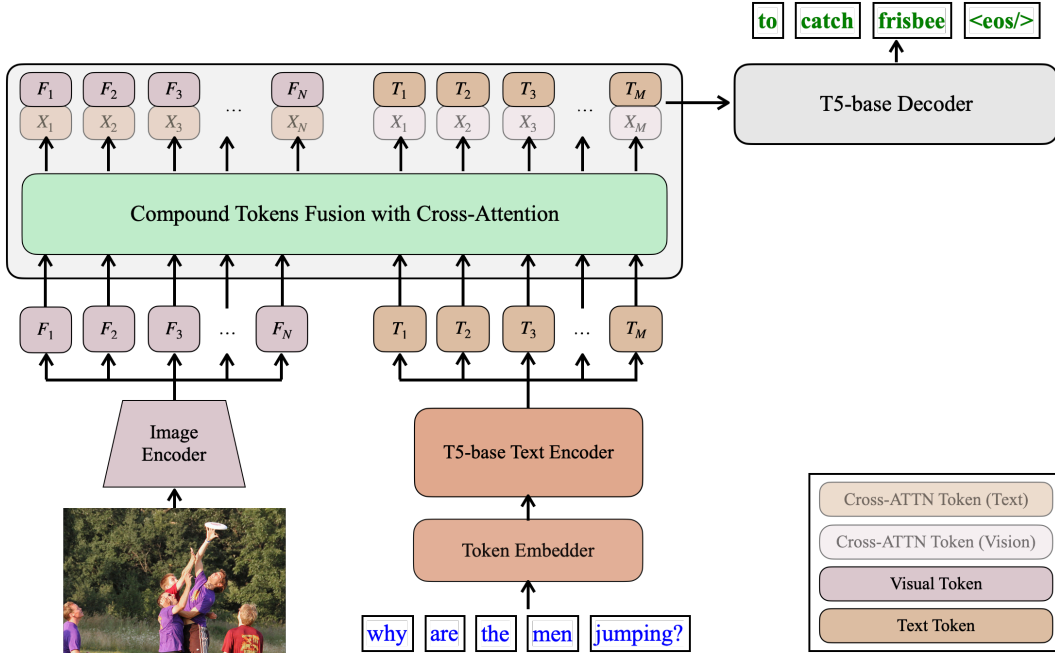 to catch frisbee <eos/>
F1 F2 F3 ... FN T1 T2 T3 ... TM
X1 X2 X3 XN X1 X2 X3 XM
T5-base Decoder
Compound Tokens Fusion with Cross-Attention
F1 F2 F3 ... FN T1 T2 T3 ... TM
Image
Encoder
T5-base Text Encoder
Token Embedder
why are the men jumping?
Cross-ATTN Token (Text)
Cross-ATTN Token (Vision)
Visual Token
Text Token